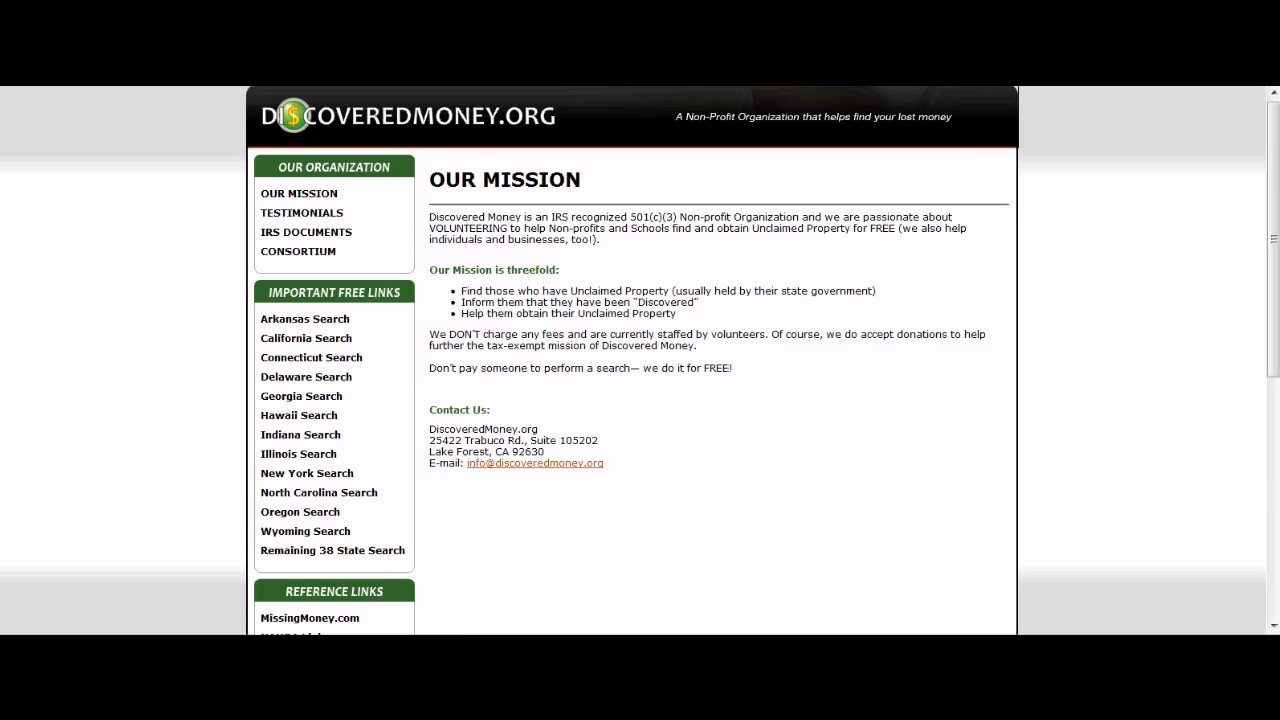 DISCOVEREDMONEY.ORG
A Non-Profit Organization that helps find your lost money
OUR ORGANIZATION
OUR MISSION
TESTIMONIALS
IRS DOCUMENTS
CONSORTIUM
IMPORTANT FREE LINKS
Arkansas Search
California Search
Connecticut Search
Delaware Search
Georgia Search
Hawaii Search
Indiana Search
Illinois Search
New York Search
North Carolina Search
Oregon Search
Wyoming Search
Remaining 38 State Search
REFERENCE LINKS
MissingMoney.com
OUR MISSION
Discovered Money is an IRS recognized 501(c)(3) Non-profit Organization and we are passionate about
VOLUNTEERING to help Non-profits and Schools find and obtain Unclaimed Property for FREE (we also help
individuals and businesses, too!).
Our Mission is threefold:
• Find those who have Unclaimed Property (usually held by their state government)
• Inform them that they have been “Discovered”
• Help them obtain their Unclaimed Property
We DON'T charge any fees and are currently staffed by volunteers. Of course, we do accept donations to help
further the tax-exempt mission of Discovered Money.
Don't pay someone to perform a search— we do it for FREE!
Contact Us:
DiscoveredMoney.org
25422 Trabuco Rd., Suite 105202
Lake Forest, CA 92630
E-mail: info@discoveredmoney.org